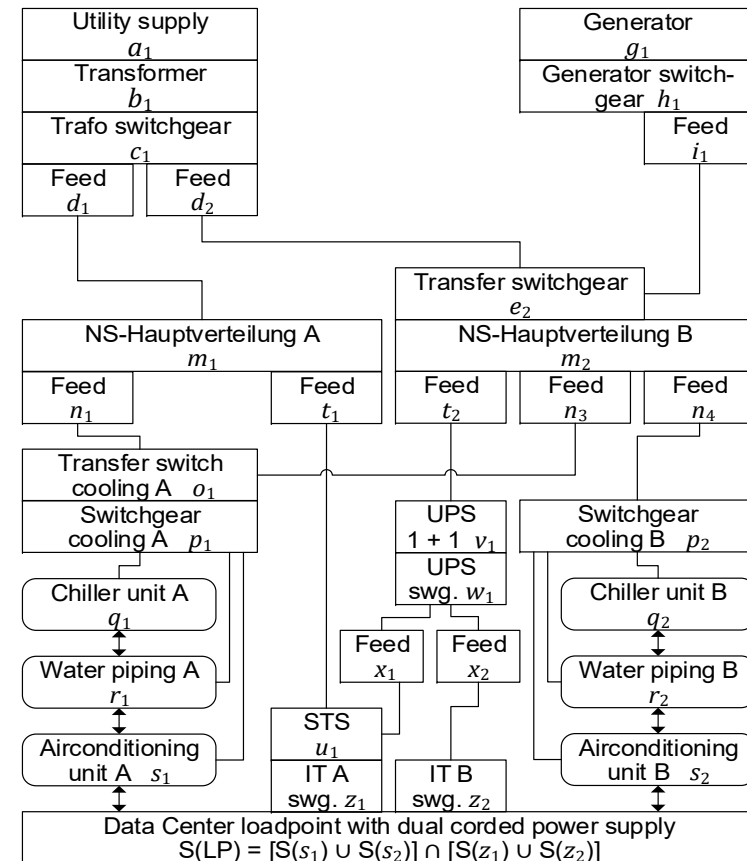 Utility supply
a₁
Transformer
b₁
Trafo switchgear
c₁
Feed
d₁
Feed
d₂
Generator
g₁
Generator switch-
gear h₁
Feed
i₁
Transfer switchgear
e₂
NS-Hauptverteilung A
m₁
NS-Hauptverteilung B
m₂
Feed
n₁
Feed
t₁
Feed
t₂
Feed
n₃
Feed
n₄
Transfer switch
cooling A o₁
Switchgear
cooling A p₁
UPS
1 + 1 v₁
UPS
swg. w₁
Switchgear
cooling B p₂
Chiller unit A
q₁
Chiller unit B
q₂
Feed
x₁
Feed
x₂
Water piping A
r₁
Water piping B
r₂
STS
u₁
Airconditioning
unit A s₁
IT A
swg. z₁
IT B
swg. z₂
Airconditioning
unit B s₂
Data Center loadpoint with dual corded power supply
S(LP) = [S(s₁) ∪ S(s₂)] ∩ [S(z₁) ∪ S(z₂)]